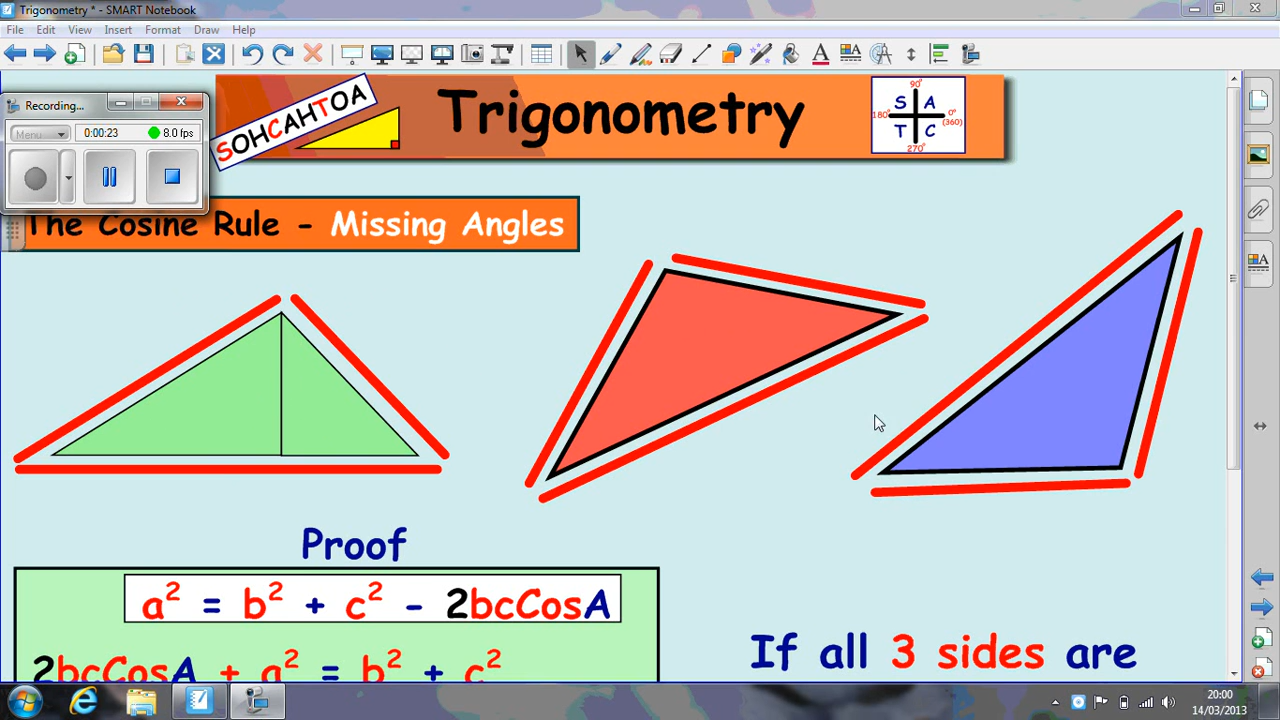 Trigonometry * - SMART Notebook
File Edit View Insert Format Draw Help
Recording...
Menu 0:00:23 8.0 fps
SOHCAHTOA
Trigonometry
90°
S A
180° 0°
(360)
T C
270°
The Cosine Rule - Missing Angles
Proof
a² = b² + c² - 2bcCosA
2bcCosA + a² = b² + c²
If all 3 sides are
20:00
14/03/2013